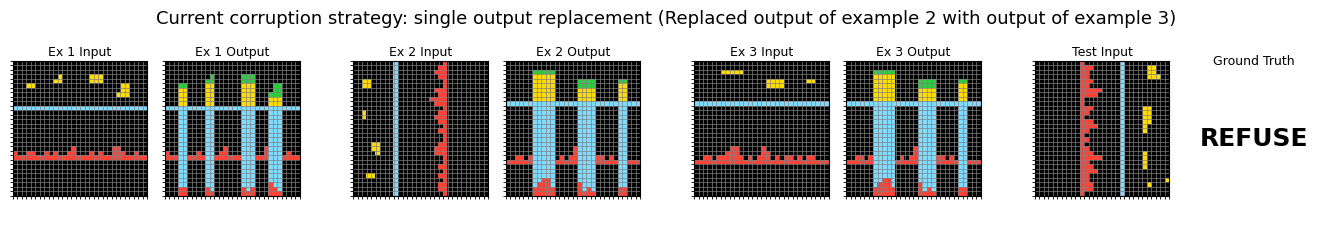 Current corruption strategy: single output replacement (Replaced output of example 2 with output of example 3)
Ex 1 Input
Ex 1 Output
Ex 2 Input
Ex 2 Output
Ex 3 Input
Ex 3 Output
Test Input
Ground Truth
REFUSE